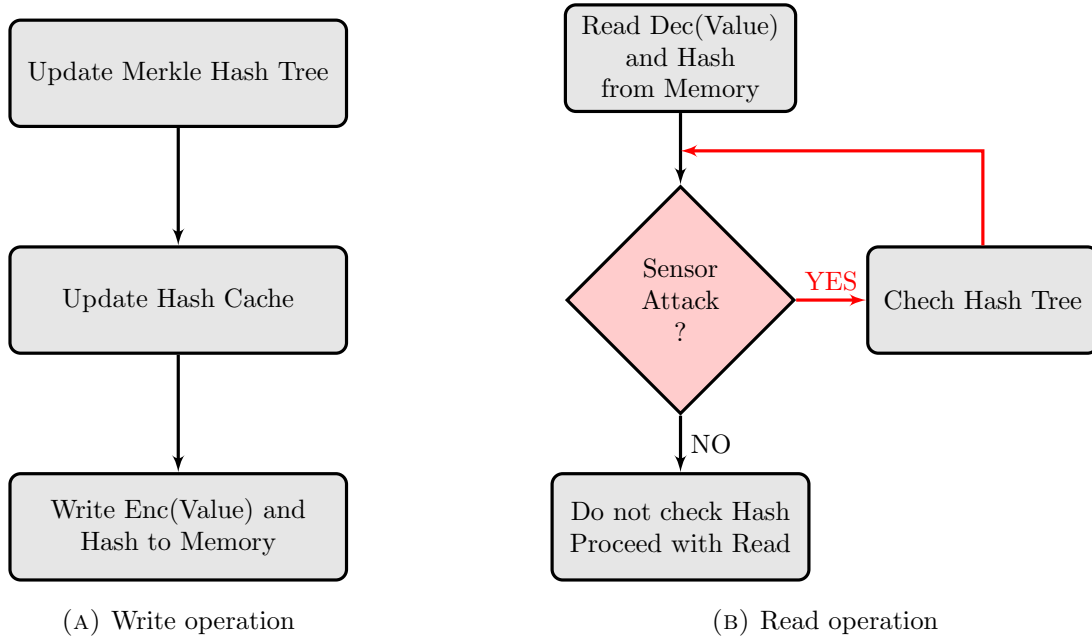 Update Merkle Hash Tree
Update Hash Cache
Write Enc(Value) and
Hash to Memory
(A) Write operation
Read Dec(Value)
and Hash
from Memory
Sensor
Attack
?
YES
Chech Hash Tree
NO
Do not check Hash
Proceed with Read
(B) Read operation